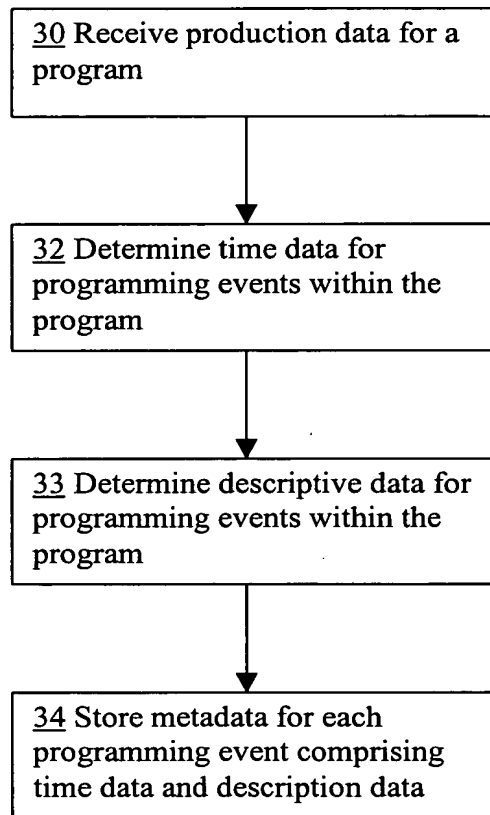 30 Receive production data for a
program
32 Determine time data for
programming events within the
program
33 Determine descriptive data for
programming events within the
program
34 Store metadata for each
programming event comprising
time data and description data